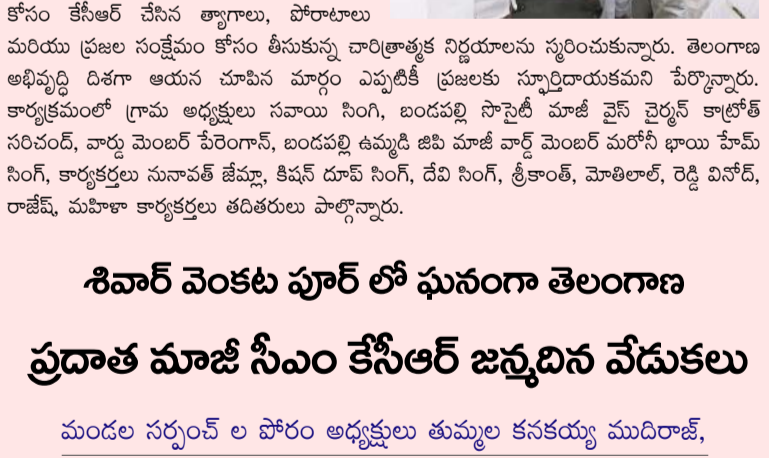 కోసం కేసీఆర్ చేసిన త్యాగాలు, పోరాటాలు
మరియు ప్రజల సంక్షేమం కోసం తీసుకున్న చారిత్రాత్మక నిర్ణయాలను స్మరించుకున్నారు. తెలంగాణ
అభివృద్ధి దిశగా ఆయన చూపిన మార్గం ఎప్పటికీ ప్రజలకు స్ఫూర్తిదాయకమని పేర్కొన్నారు.
కార్యక్రమంలో గ్రామ అధ్యక్షులు సవాయి సింగి, బండపల్లి సొసైటీ మాజీ వైస్ చైర్మన్ కాట్రోత్
సరిచంద్, వార్డు మెంబర్ పేరెంగాన్, బండపల్లి ఉమ్మడి జిపి మాజీ వార్డ్ మెంబర్ మరోనీ భాయి హేమ్
సింగ్, కార్యకర్తలు నునావత్ జేమ్లా, కిషన్ దూప్ సింగ్, దేవి సింగ్, శ్రీకాంత్, మోతిలాల్, రెడ్డి వినోద్,
రాజేష్, మహిళా కార్యకర్తలు తదితరులు పాల్గొన్నారు.
శివార్ వెంకట పూర్ లో ఘనంగా తెలంగాణ
ప్రదాత మాజీ సీఎం కేసీఆర్ జన్మదిన వేడుకలు
మండల సర్పంచ్ ల పోరం అధ్యక్షులు తుమ్మల కనకయ్య ముదిరాజ్,